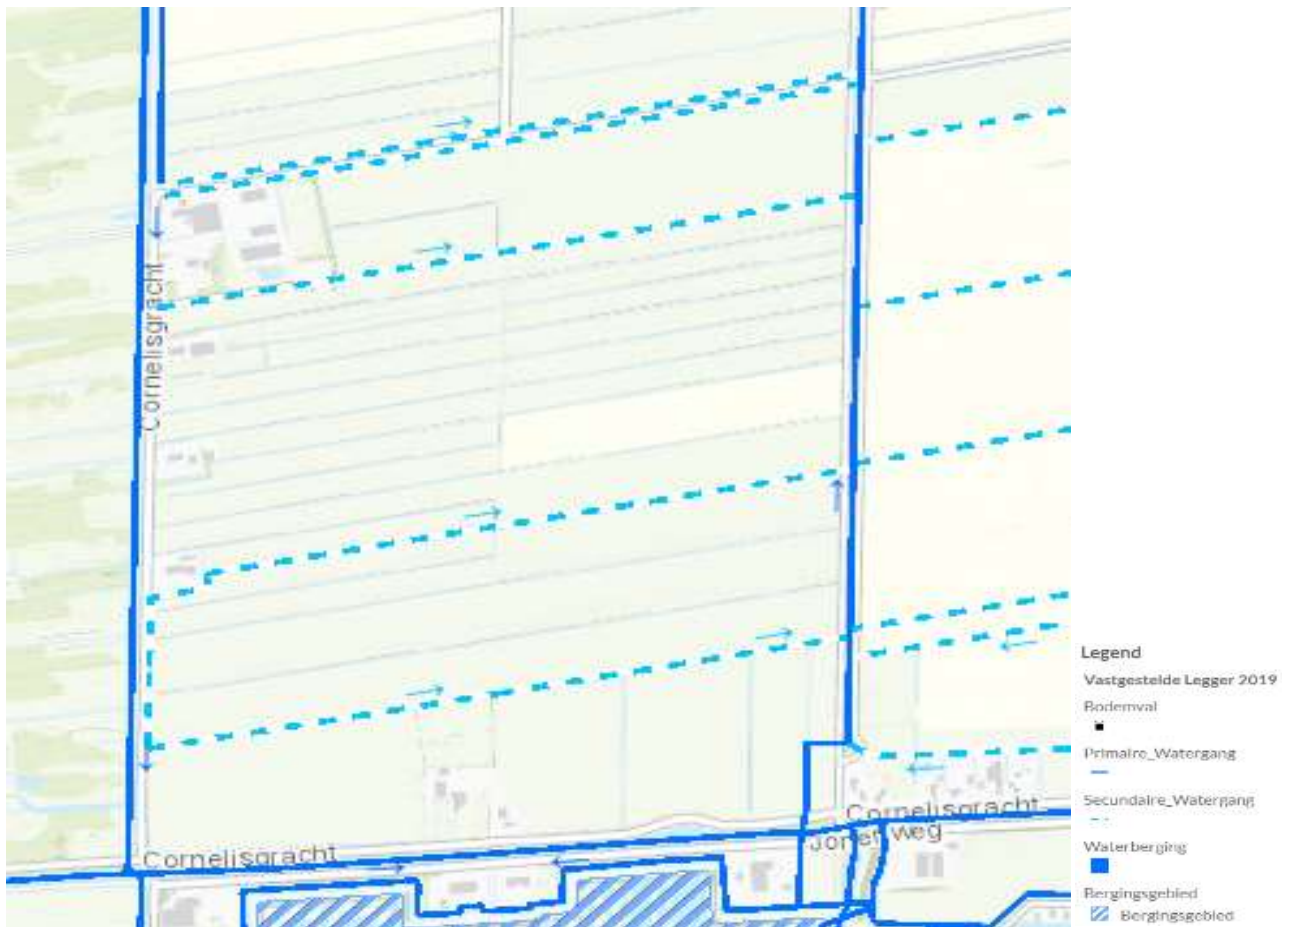 Cornelisgracht
Cornelisgracht
Jonenweg
Cornelisgracht
Legend
Vastgestelde Legger 2019
Bodemval
Primaire_Watergang
Secundaire_Watergang
Waterberging
Bergingsgebied
Bergingsgebied